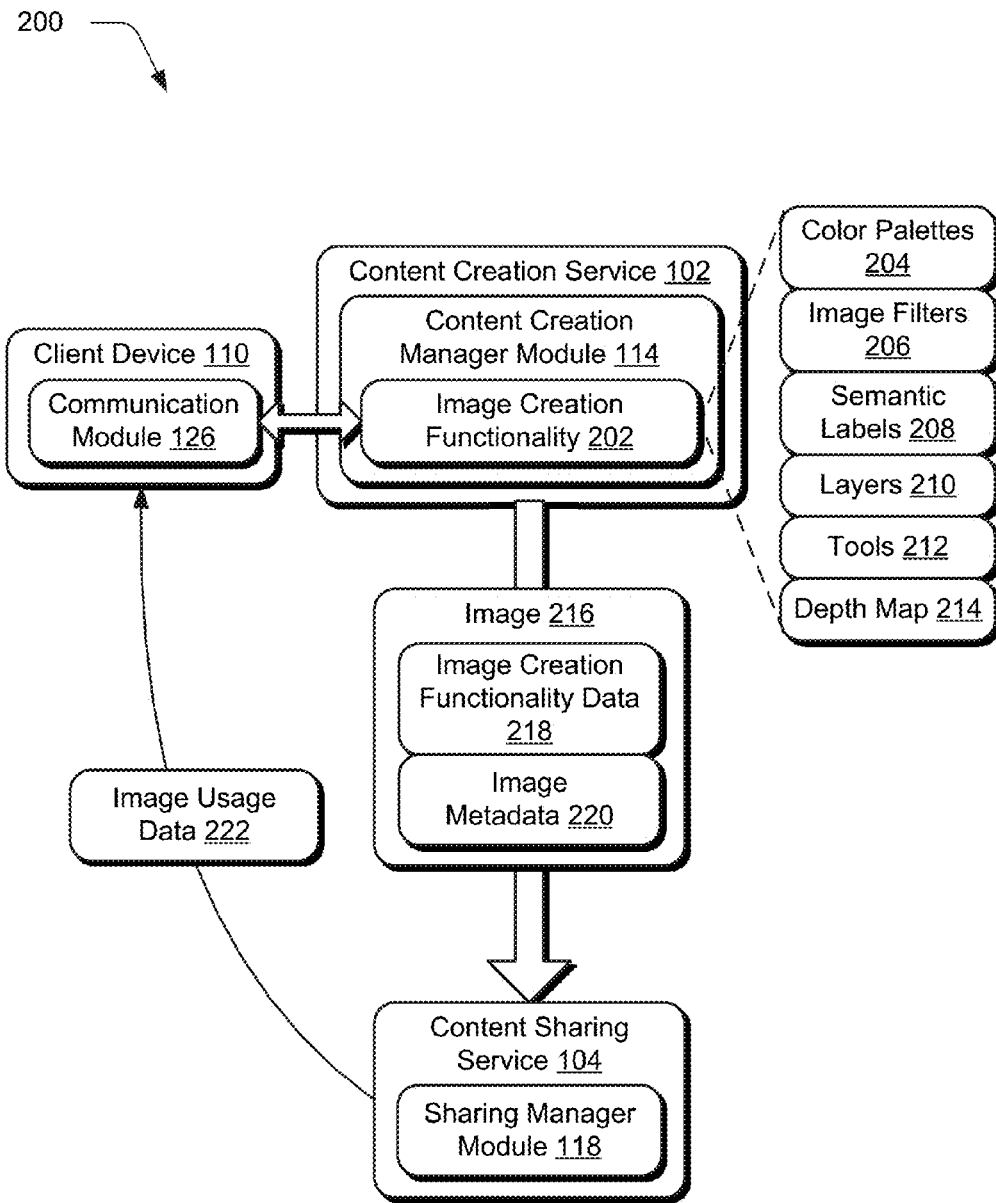 200
Color Palettes
204
Image Filters
206
Semantic
Labels 208
Layers 210
Tools 212
Depth Map 214
Content Creation Service 102
Content Creation
Manager Module 114
Image Creation
Functionality 202
Client Device 110
Communication
Module 126
Image 216
Image Creation
Functionality Data
218
Image
Metadata 220
Image Usage
Data 222
Content Sharing
Service 104
Sharing Manager
Module 118